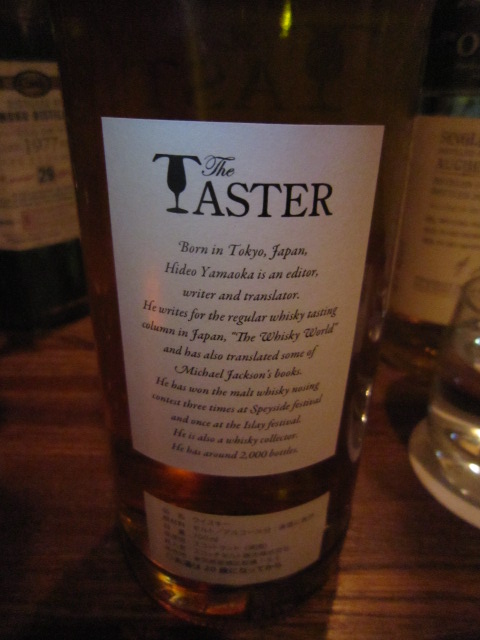 The
TASTER
Born in Tokyo, Japan,
Hideo Yamaoka is an editor,
writer and translator.
He writes for the regular whisky tasting
column in Japan, "The Whisky World"
and has also translated some of
Michael Jackson's books.
He has won the malt whisky nosing
contest three times at Speyside festival
and once at the Islay festival.
He is also a whisky collector.
He has around 2,000 bottles.
1977